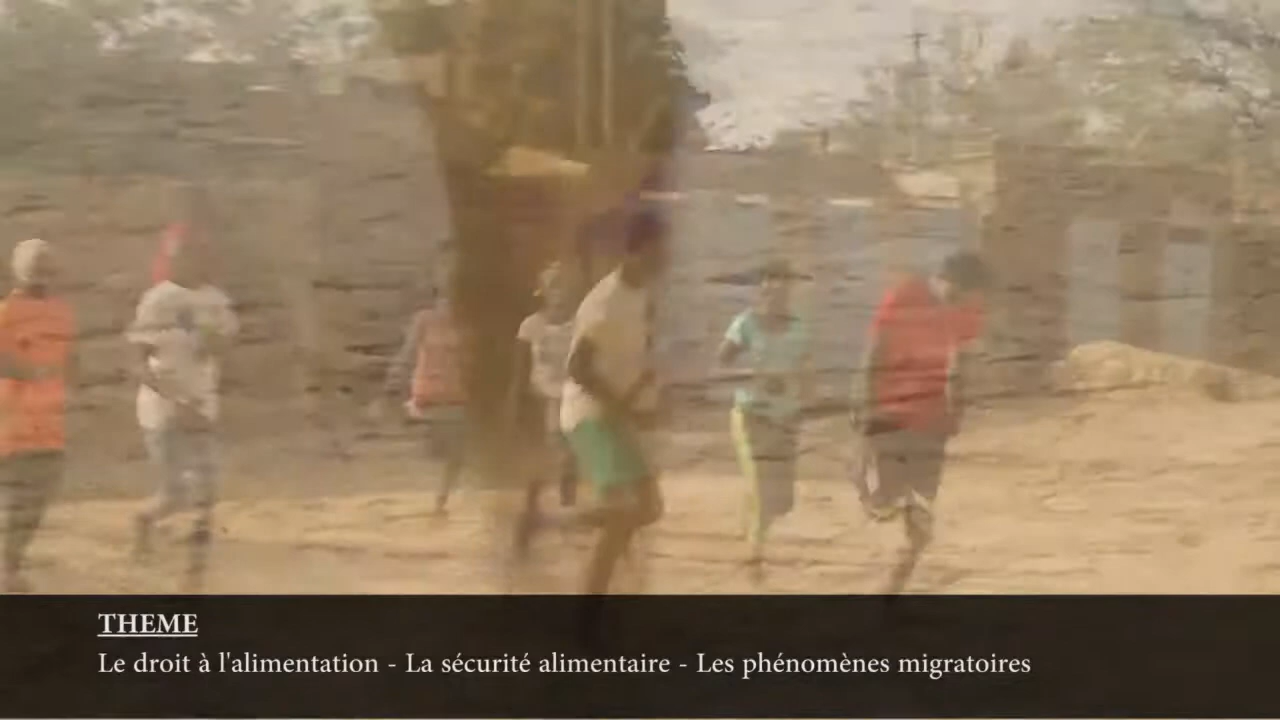 THEME
Le droit à l'alimentation - La sécurité alimentaire - Les phénomènes migratoires